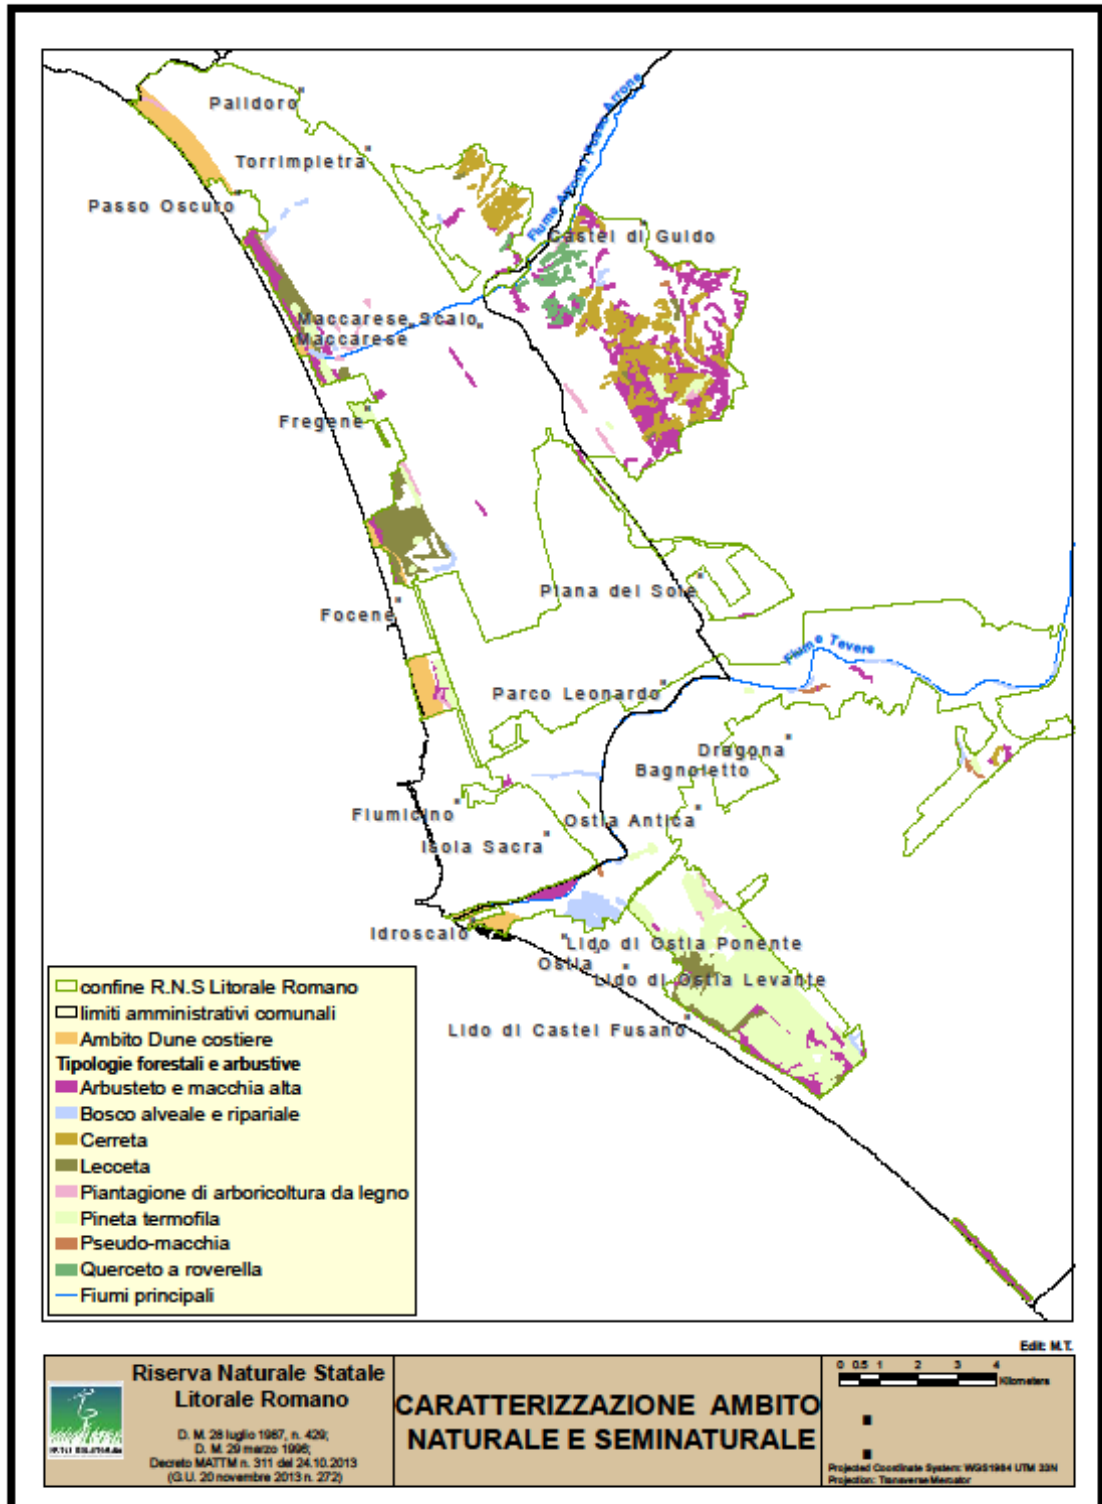 Palidoro
Torrimpietra
Passo Oscuro
Fiume Arrone / Fosso Arrone
Castel di Guido
Maccarese Scalo
Maccarese
Fregene
Focene
Piana del Sole
Fiume Tevere
Parco Leonardo
Dragona
Bagnoletto
Fiumicino
Ostia Antica
Isola Sacra
Idroscalo
Lido di Ostia Ponente
Ostia
Lido di Ostia Levante
Lido di Castel Fusano
confine R.N.S Litorale Romano
limiti amministrativi comunali
Ambito Dune costiere
Tipologie forestali e arbustive
Arbusteto e macchia alta
Bosco alveale e ripariale
Cerreta
Lecceta
Piantagione di arboricoltura da legno
Pineta termofila
Pseudo-macchia
Querceto a roverella
Fiumi principali
Edit: M.T.
Riserva Naturale Statale
Litorale Romano
D. M. 28 luglio 1987, n. 429;
D. M. 29 marzo 1996;
Decreto MATTM n. 311 del 24.10.2013
(G.U. 20 novembre 2013 n. 272)
CARATTERIZZAZIONE AMBITO
NATURALE E SEMINATURALE
0 0.5 1 2 3 4
Kilometers
Projected Coordinate System: WGS1984 UTM 33N
Projection: Transverse Mercator